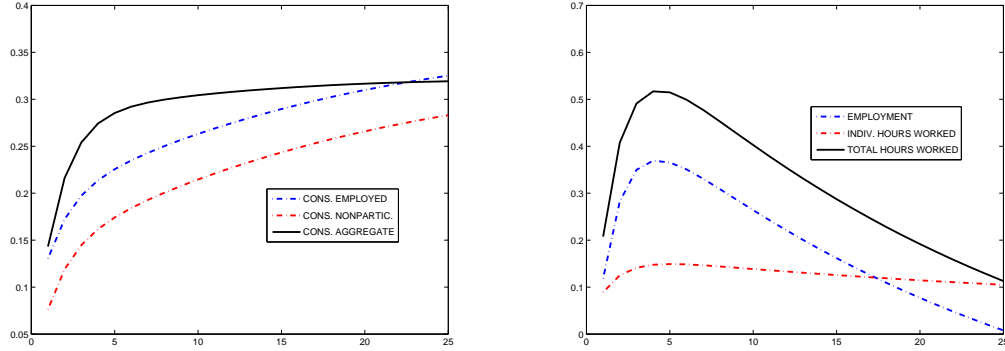 0.4
0.35
0.3
0.25
0.2
0.15
0.1
0.05
0 5 10 15 20 25
CONS. EMPLOYED
CONS. NONPARTIC.
CONS. AGGREGATE
0.7
0.6
0.5
0.4
0.3
0.2
0.1
0
0 5 10 15 20 25
EMPLOYMENT
INDIV. HOURS WORKED
TOTAL HOURS WORKED